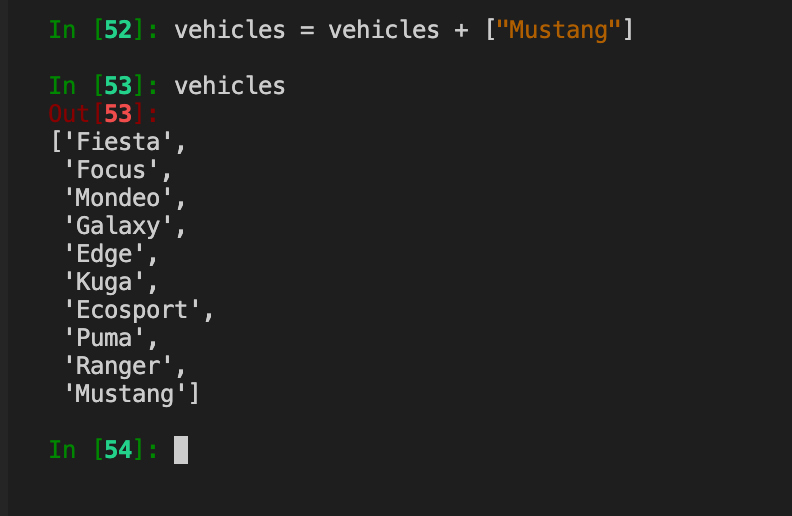 In [52]: vehicles = vehicles + ["Mustang"]
In [53]: vehicles
Out[53]:
['Fiesta',
'Focus',
'Mondeo',
'Galaxy',
'Edge',
'Kuga',
'Ecosport',
'Puma',
'Ranger',
'Mustang']
In [54]: